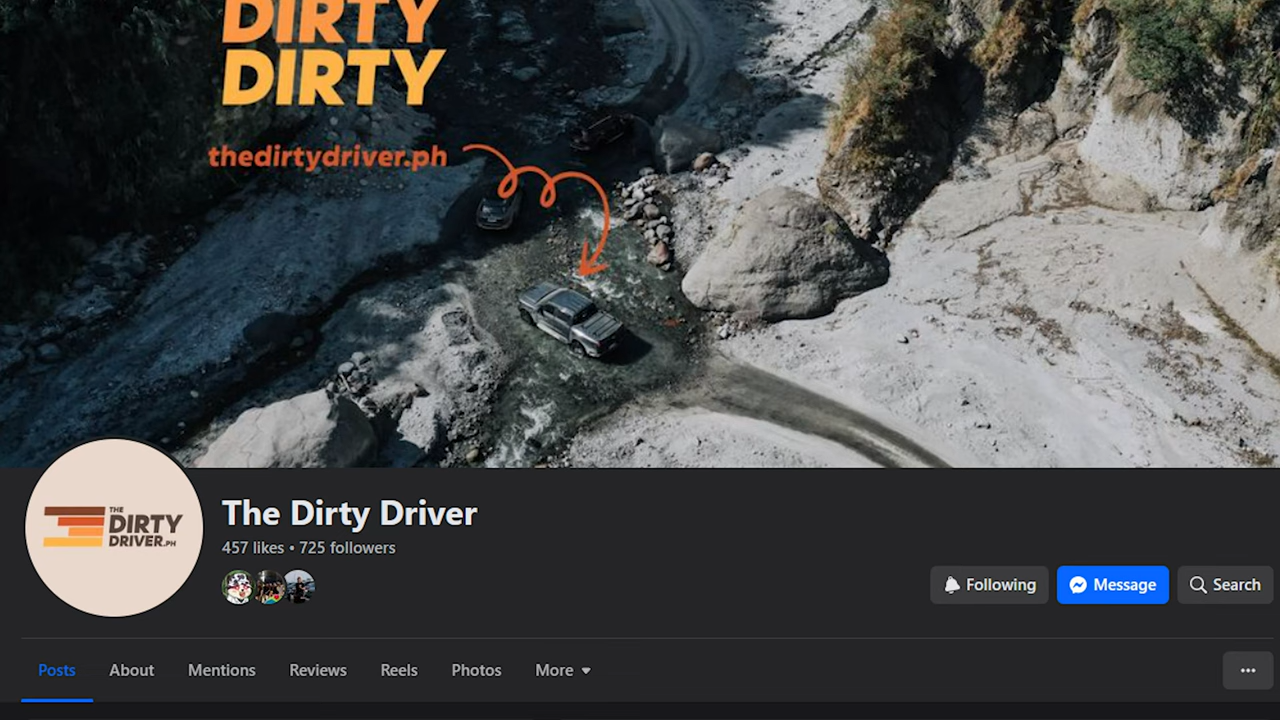 DIRTY
DIRTY
thedirtydriver.ph
THE
DIRTY
DRIVER.PH
The Dirty Driver
457 likes • 725 followers
Following
Message
Search
Posts
About
Mentions
Reviews
Reels
Photos
More